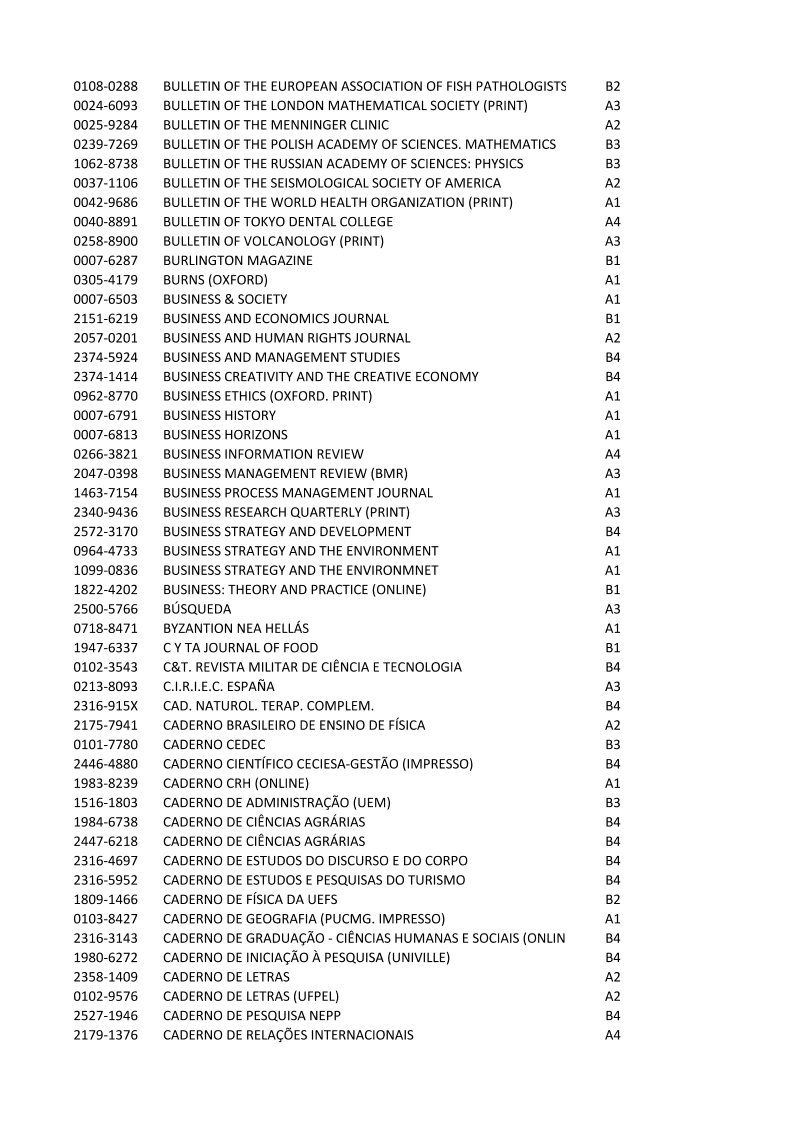 0108-0288 BULLETIN OF THE EUROPEAN ASSOCIATION OF FISH PATHOLOGISTS B2
0024-6093 BULLETIN OF THE LONDON MATHEMATICAL SOCIETY (PRINT) A3
0025-9284 BULLETIN OF THE MENNINGER CLINIC A2
0239-7269 BULLETIN OF THE POLISH ACADEMY OF SCIENCES. MATHEMATICS B3
1062-8738 BULLETIN OF THE RUSSIAN ACADEMY OF SCIENCES: PHYSICS B3
0037-1106 BULLETIN OF THE SEISMOLOGICAL SOCIETY OF AMERICA A2
0042-9686 BULLETIN OF THE WORLD HEALTH ORGANIZATION (PRINT) A1
0040-8891 BULLETIN OF TOKYO DENTAL COLLEGE A4
0258-8900 BULLETIN OF VOLCANOLOGY (PRINT) A3
0007-6287 BURLINGTON MAGAZINE B1
0305-4179 BURNS (OXFORD) A1
0007-6503 BUSINESS & SOCIETY A1
2151-6219 BUSINESS AND ECONOMICS JOURNAL B1
2057-0201 BUSINESS AND HUMAN RIGHTS JOURNAL A2
2374-5924 BUSINESS AND MANAGEMENT STUDIES B4
2374-1414 BUSINESS CREATIVITY AND THE CREATIVE ECONOMY B4
0962-8770 BUSINESS ETHICS (OXFORD. PRINT) A1
0007-6791 BUSINESS HISTORY A1
0007-6813 BUSINESS HORIZONS A1
0266-3821 BUSINESS INFORMATION REVIEW A4
2047-0398 BUSINESS MANAGEMENT REVIEW (BMR) A3
1463-7154 BUSINESS PROCESS MANAGEMENT JOURNAL A1
2340-9436 BUSINESS RESEARCH QUARTERLY (PRINT) A3
2572-3170 BUSINESS STRATEGY AND DEVELOPMENT B4
0964-4733 BUSINESS STRATEGY AND THE ENVIRONMENT A1
1099-0836 BUSINESS STRATEGY AND THE ENVIRONMNET A1
1822-4202 BUSINESS: THEORY AND PRACTICE (ONLINE) B1
2500-5766 BÚSQUEDA A3
0718-8471 BYZANTION NEA HELLÁS A1
1947-6337 C Y TA JOURNAL OF FOOD B1
0102-3543 C&T. REVISTA MILITAR DE CIÊNCIA E TECNOLOGIA B4
0213-8093 C.I.R.I.E.C. ESPAÑA A3
2316-915X CAD. NATUROL. TERAP. COMPLEM. B4
2175-7941 CADERNO BRASILEIRO DE ENSINO DE FÍSICA A2
0101-7780 CADERNO CEDEC B3
2446-4880 CADERNO CIENTÍFICO CECIESA-GESTÃO (IMPRESSO) B4
1983-8239 CADERNO CRH (ONLINE) A1
1516-1803 CADERNO DE ADMINISTRAÇÃO (UEM) B3
1984-6738 CADERNO DE CIÊNCIAS AGRÁRIAS B4
2447-6218 CADERNO DE CIÊNCIAS AGRÁRIAS B4
2316-4697 CADERNO DE ESTUDOS DO DISCURSO E DO CORPO B4
2316-5952 CADERNO DE ESTUDOS E PESQUISAS DO TURISMO B4
1809-1466 CADERNO DE FÍSICA DA UEFS B2
0103-8427 CADERNO DE GEOGRAFIA (PUCMG. IMPRESSO) A1
2316-3143 CADERNO DE GRADUAÇÃO - CIÊNCIAS HUMANAS E SOCIAIS (ONLIN B4
1980-6272 CADERNO DE INICIAÇÃO À PESQUISA (UNIVILLE) B4
2358-1409 CADERNO DE LETRAS A2
0102-9576 CADERNO DE LETRAS (UFPEL) A2
2527-1946 CADERNO DE PESQUISA NEPP B4
2179-1376 CADERNO DE RELAÇÕES INTERNACIONAIS A4